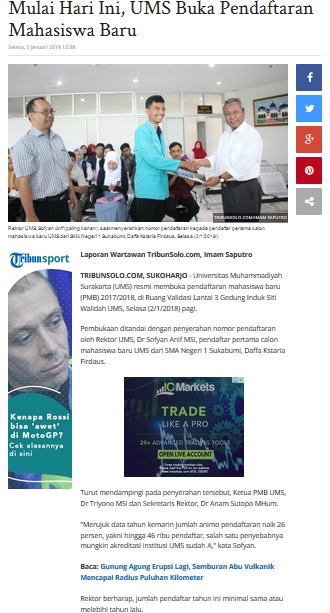 Mulai Hari Ini, UMS Buka Pendaftaran
Mahasiswa Baru
Selasa, 2 Januari 2018 12:38
TRIBUNSOLO.COM/IMAM SAPUTRO
Rektor UMS, Sofyan Anif (paling kanan), saat menyerahkan nomor pendaftaran kepada pendaftar pertama calon
mahasiswa baru UMS dari SMA Negeri 1 Sukabumi, Daffa Kstaria Firdaus, Selasa (2/1/2018).
Tribunsport
Kenapa Rossi
bisa 'awet'
di MotoGP?
Cek alasannya
di sini
Laporan Wartawan TribunSolo.com, Imam Saputro
TRIBUNSOLO.COM, SUKOHARJO - Universitas Muhammadiyah
Surakarta (UMS) resmi membuka pendaftaran mahasiswa baru
(PMB) 2017/2018, di Ruang Validasi Lantai 3 Gedung Induk Siti
Walidah UMS, Selasa (2/1/2018) pagi.
Pembukaan ditandai dengan penyerahan nomor pendaftaran
oleh Rektor UMS, Dr Sofyan Anif MSi, pendaftar pertama calon
mahasiswa baru UMS dari SMA Negeri 1 Sukabumi, Daffa Kstaria
Firdaus.
ICMarkets
TRADE
LIKE A PRO
20+ ADVANCED TRADING TOOLS
OPEN LIVE ACCOUNT
Turut mendampingi pada penyerahan tersebut, Ketua PMB UMS,
Dr Triyono MSi dan Sekretaris Rektor, Dr Anam Sutopo MHum.
"Merujuk data tahun kemarin jumlah animo pendaftaran naik 26
persen, yakni hingga 46 ribu pendaftar, salah satu penyebabnya
mungkin akreditasi institusi UMS sudah A," kata Sofyan.
Baca: Gunung Agung Erupsi Lagi, Semburan Abu Vulkanik
Mencapai Radius Puluhan Kilometer
Rektor berharap, jumlah pendaftar tahun ini minimal sama atau
melebihi tahun lalu.